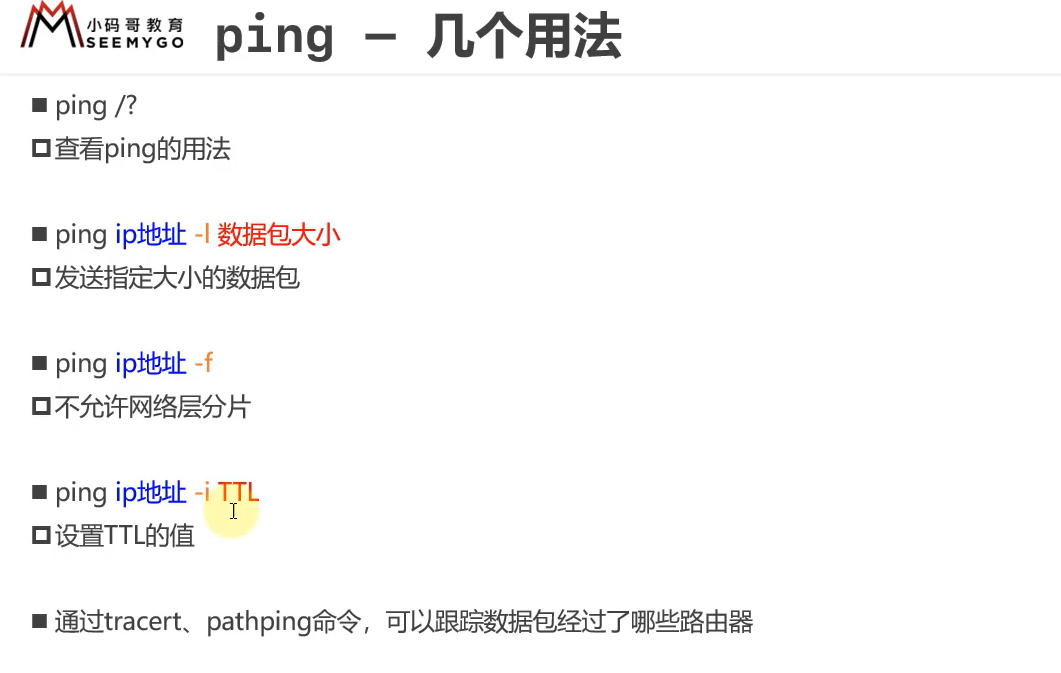 小码哥教育
SEEMYGO
ping – 几个用法
ping /?
查看ping的用法
ping ip地址 -l 数据包大小
发送指定大小的数据包
ping ip地址 -f
不允许网络层分片
ping ip地址 -i TTL
设置TTL的值
通过tracert、pathping命令，可以跟踪数据包经过了哪些路由器